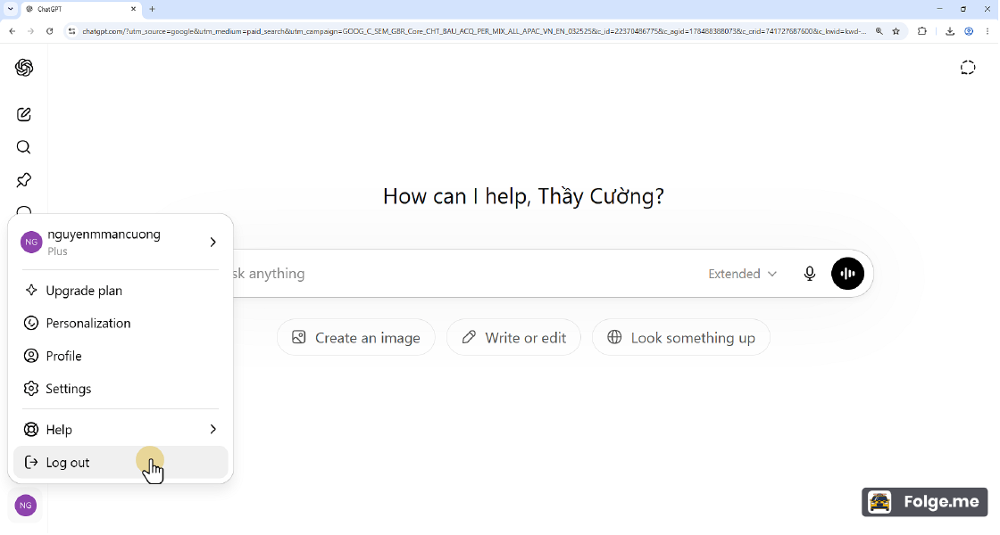 ChatGPT
chatgpt.com/?utm_source=google&utm_medium=paid_search&utm_campaign=GOOG_C_SEM_GBR_Core_CHT_BAU_ACQ_PER_MIX_ALL_APAC_VN_EN_032525&c_id=22370486775&c_agid=178488388073&c_crid=741727687600&c_kwid=kwd-...
How can I help, Thầy Cường?
nguyenmmancuong
NG
Plus
sk anything
Extended
Upgrade plan
Personalization
Create an image
Write or edit
Look something up
Profile
Settings
Help
Log out
NG
Folge.me